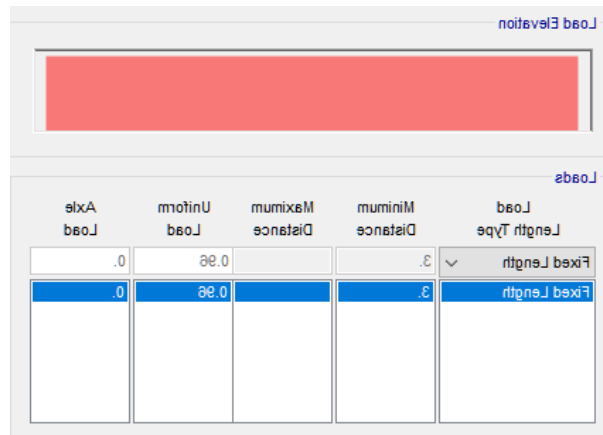 Load Elevation
Loads
Load Length Type
Minimum Distance
Maximum Distance
Uniform Load
Axle Load
Fixed Length 3. 0.96 0.
Fixed Length 3. 0.96 0.